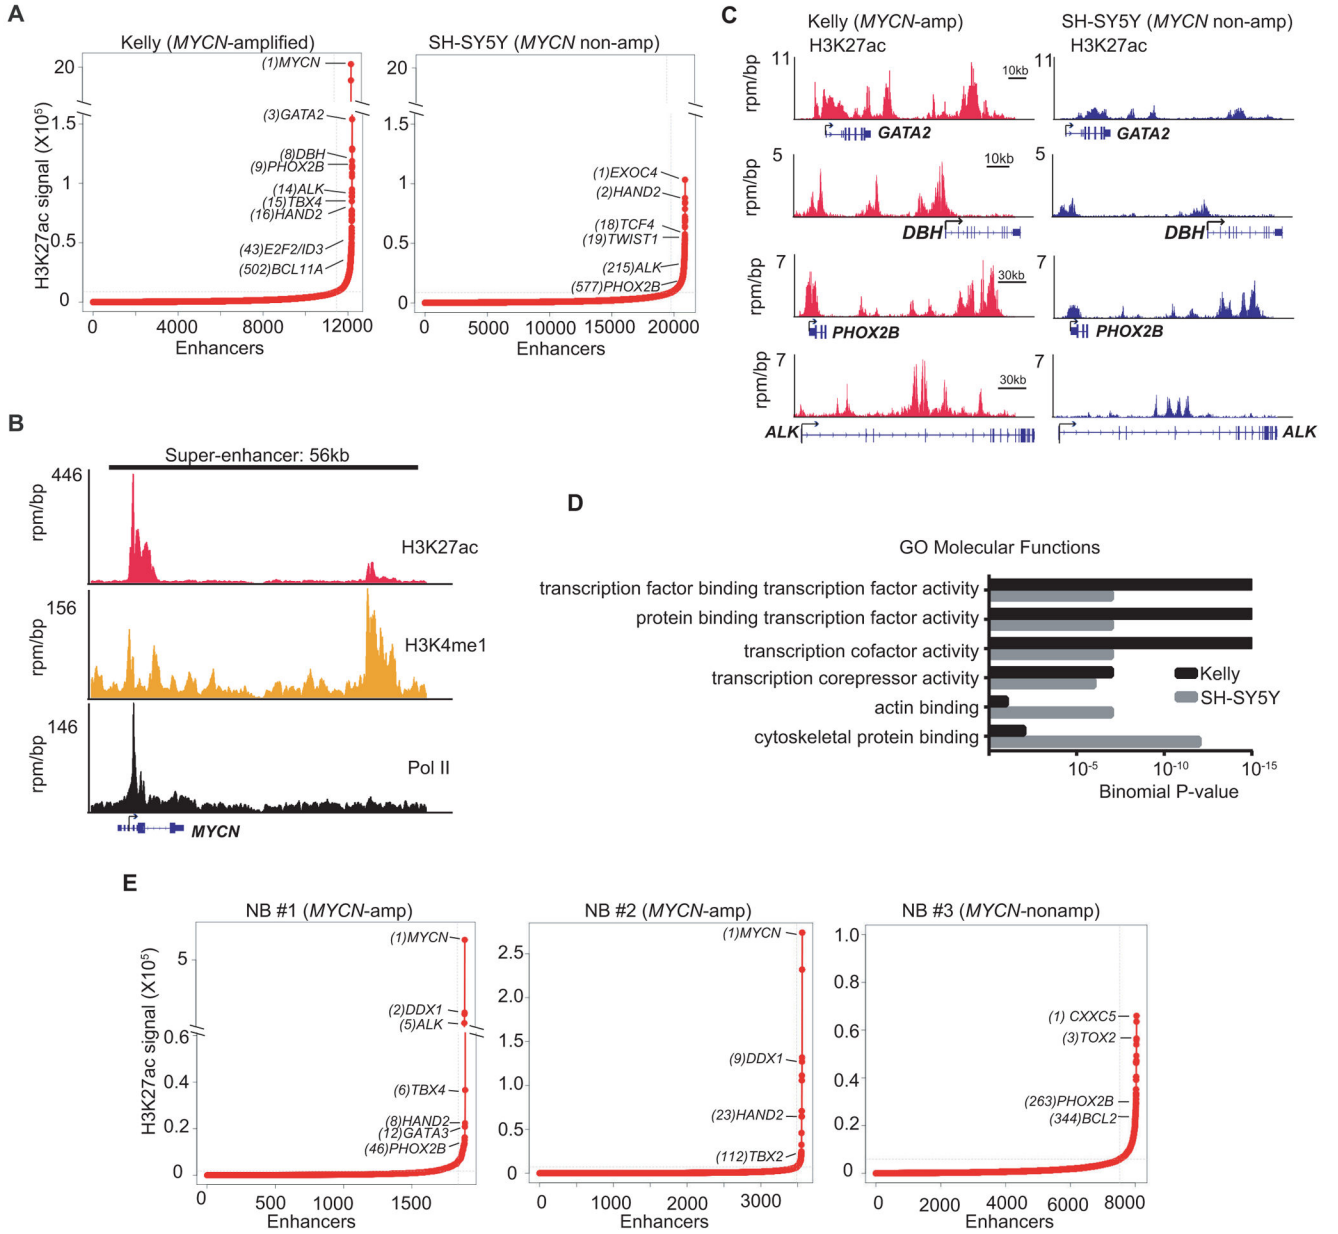 A
Kelly (MYCN-amplified)
SH-SY5Y (MYCN non-amp)
H3K27ac signal (X10⁵)
20
1.5
1
0.5
0
(1)MYCN
(3)GATA2
(8)DBH
(9)PHOX2B
(14)ALK
(15)TBX4
(16)HAND2
(43)E2F2/ID3
(502)BCL11A
0 4000 8000 12000
Enhancers
20
1.5
1
0.5
0
(1)EXOC4
(2)HAND2
(18)TCF4
(19)TWIST1
(215)ALK
(577)PHOX2B
0 5000 10000 15000 20000
Enhancers
B
Super-enhancer: 56kb
446
rpm/bp
H3K27ac
156
rpm/bp
H3K4me1
146
rpm/bp
Pol II
MYCN
C
Kelly (MYCN-amp)
SH-SY5Y (MYCN non-amp)
H3K27ac
H3K27ac
11
rpm/bp
10kb
GATA2
11
GATA2
5
rpm/bp
10kb
DBH
5
DBH
7
rpm/bp
30kb
PHOX2B
7
PHOX2B
7
rpm/bp
30kb
ALK
7
ALK
D
GO Molecular Functions
transcription factor binding transcription factor activity
protein binding transcription factor activity
transcription cofactor activity
transcription corepressor activity
actin binding
cytoskeletal protein binding
Kelly
SH-SY5Y
10⁻⁵ 10⁻¹⁰ 10⁻¹⁵
Binomial P-value
E
NB #1 (MYCN-amp)
NB #2 (MYCN-amp)
NB #3 (MYCN-nonamp)
H3K27ac signal (X10⁵)
5
0.6
0.4
0.2
0
(1)MYCN
(2)DDX1
(5)ALK
(6)TBX4
(8)HAND2
(12)GATA3
(46)PHOX2B
0 500 1000 1500
Enhancers
2.5
2.0
1.5
1.0
0.5
0
(1)MYCN
(9)DDX1
(23)HAND2
(112)TBX2
0 1000 2000 3000
Enhancers
1.0
0.8
0.6
0.4
0.2
0
(1) CXXC5
(3)TOX2
(263)PHOX2B
(344)BCL2
0 2000 4000 6000 8000
Enhancers